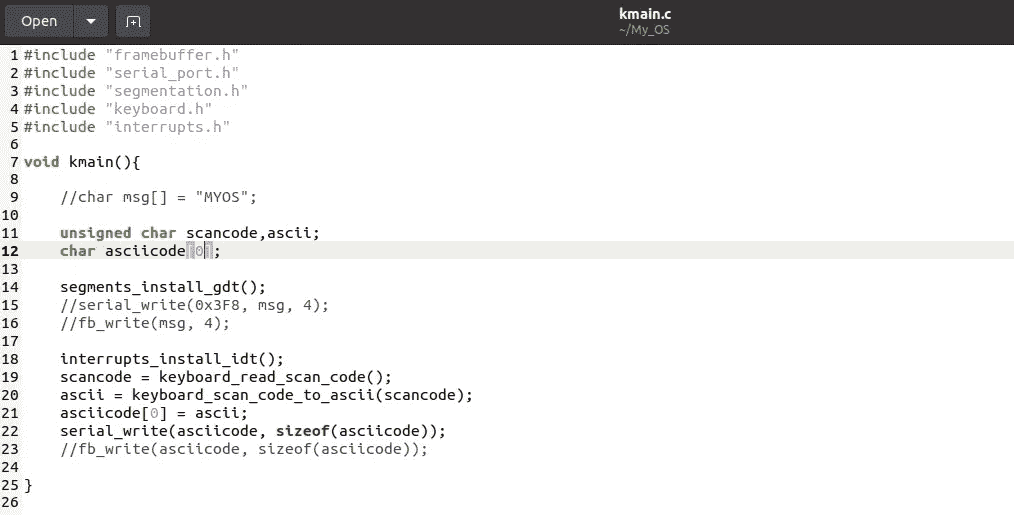 Open
kmain.c
~/My_OS
1 #include "framebuffer.h"
2 #include "serial_port.h"
3 #include "segmentation.h"
4 #include "keyboard.h"
5 #include "interrupts.h"
6
7 void kmain(){
8
9     //char msg[] = "MYOS";
10
11     unsigned char scancode,ascii;
12     char asciicode[0];
13
14     segments_install_gdt();
15     //serial_write(0x3F8, msg, 4);
16     //fb_write(msg, 4);
17
18     interrupts_install_idt();
19     scancode = keyboard_read_scan_code();
20     ascii = keyboard_scan_code_to_ascii(scancode);
21     asciicode[0] = ascii;
22     serial_write(asciicode, sizeof(asciicode));
23     //fb_write(asciicode, sizeof(asciicode));
24
25 }
26